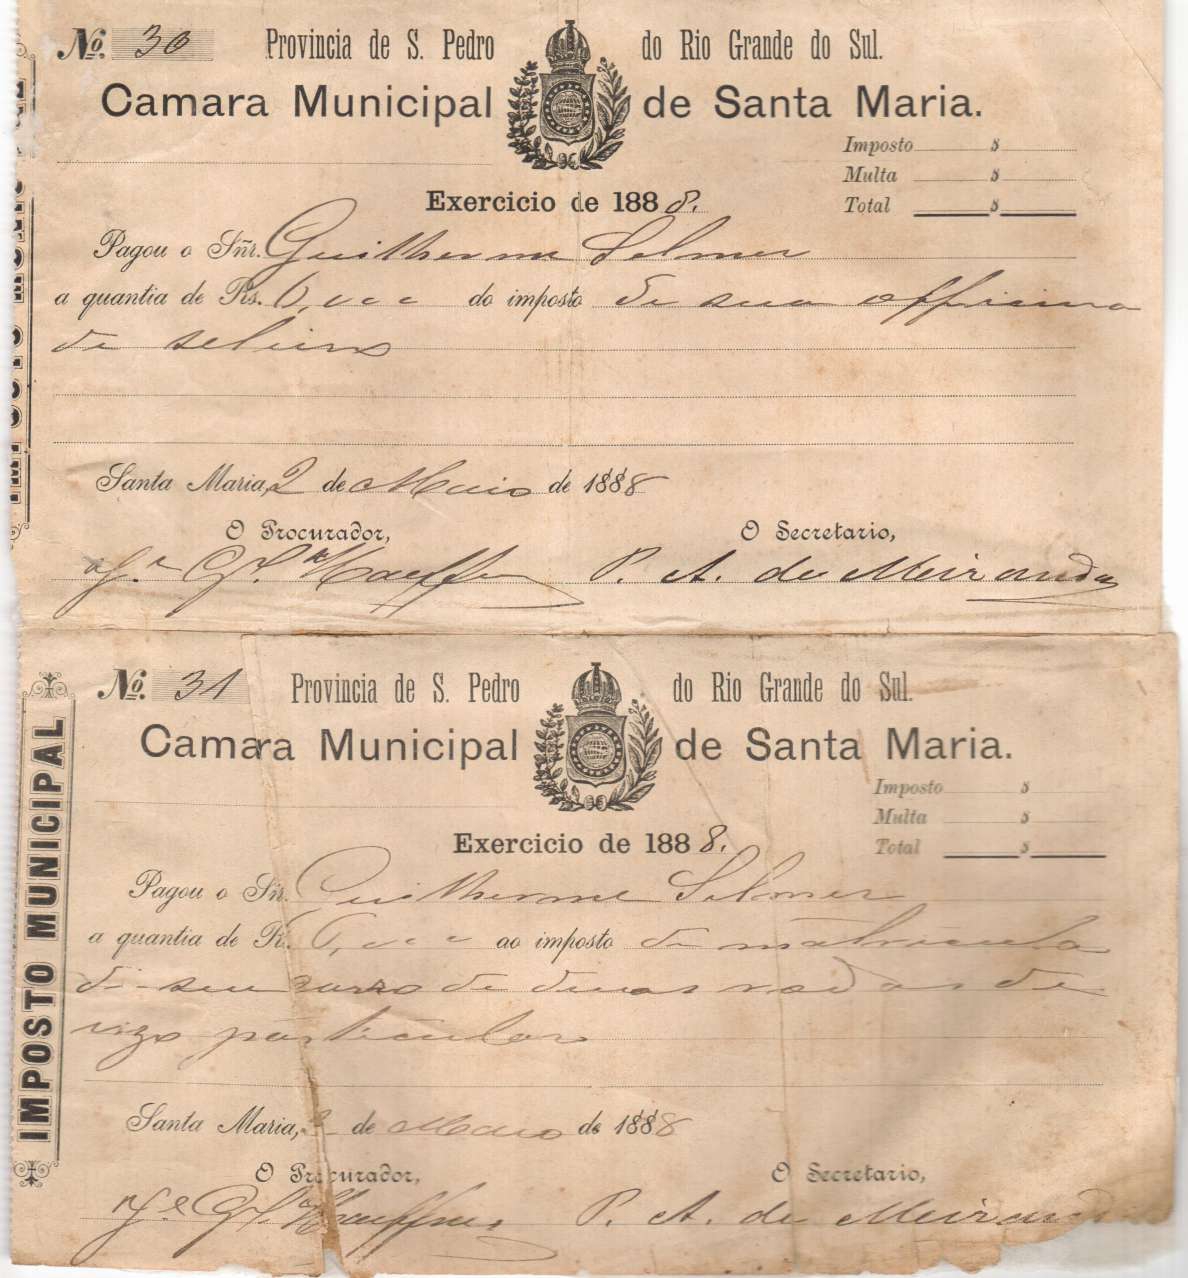 No. 30 Provincia de S. Pedro do Rio Grande do Sul.
Camara Municipal de Santa Maria.
Imposto $
Multa $
Total $
Exercicio de 1888.
Pagou o Sñr. Guilherme Selmer
a quantia de Rs. 6,000 do imposto de sua officina
de seleiro
Santa Maria, 2 de Maio de 1888
O Procurador, O Secretario,
P. A. de Miranda
No. 31 Provincia de S. Pedro do Rio Grande do Sul.
Camara Municipal de Santa Maria.
Imposto $
Multa $
Total $
Exercicio de 1888.
Pagou o Sñr. Guilherme Selmer
a quantia de R. 6,000 ao imposto de matricula
de seu carro de duas rodas de
uzo particular
Santa Maria, 2 de Maio de 1888
O Procurador, O Secretario,
P. A. de Miranda
IMPOSTO MUNICIPAL